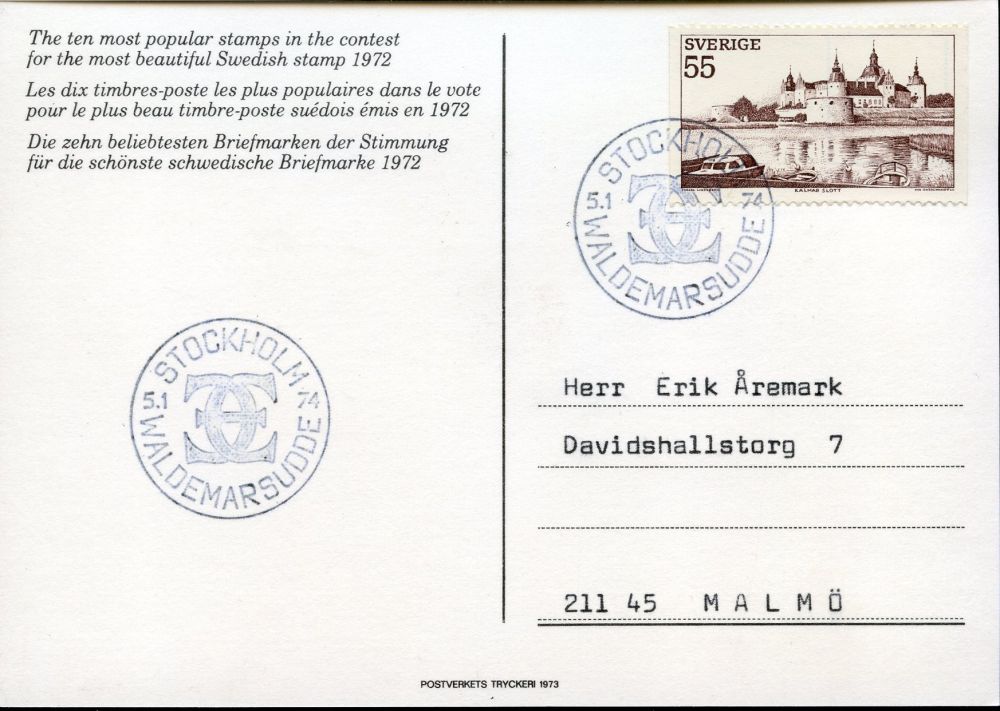 The ten most popular stamps in the contest
for the most beautiful Swedish stamp 1972
Les dix timbres-poste les plus populaires dans le vote
pour le plus beau timbre-poste suédois émis en 1972
Die zehn beliebtesten Briefmarken der Stimmung
für die schönste schwedische Briefmarke 1972
SVERIGE
55
KALMAR SLOTT
STOCKHOLM
5.1 74
WALDEMARSUDDE
STOCKHOLM
5.1 74
WALDEMARSUDDE
Herr Erik Åremark
Davidshallstorg 7
211 45 MALMÖ
POSTVERKETS TRYCKERI 1973